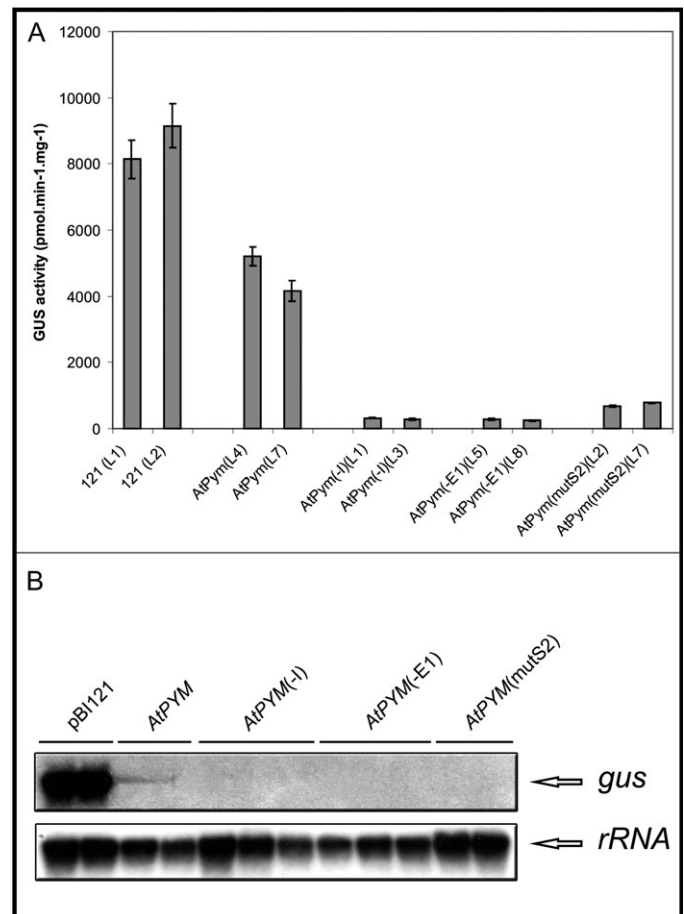 A
12000
10000
8000
6000
4000
2000
0
GUS activity (pmol.min-1.mg-1)
121 (L1)
121 (L2)
AtPym(L4)
AtPym(L7)
AtPym(-I)(L1)
AtPym(-I)(L3)
AtPym(-E1)(L5)
AtPym(-E1)(L8)
AtPym(mutS2)(L2)
AtPym(mutS2)(L7)
B
pBI121
AtPYM
AtPYM(-I)
AtPYM(-E1)
AtPYM(mutS2)
gus
rRNA